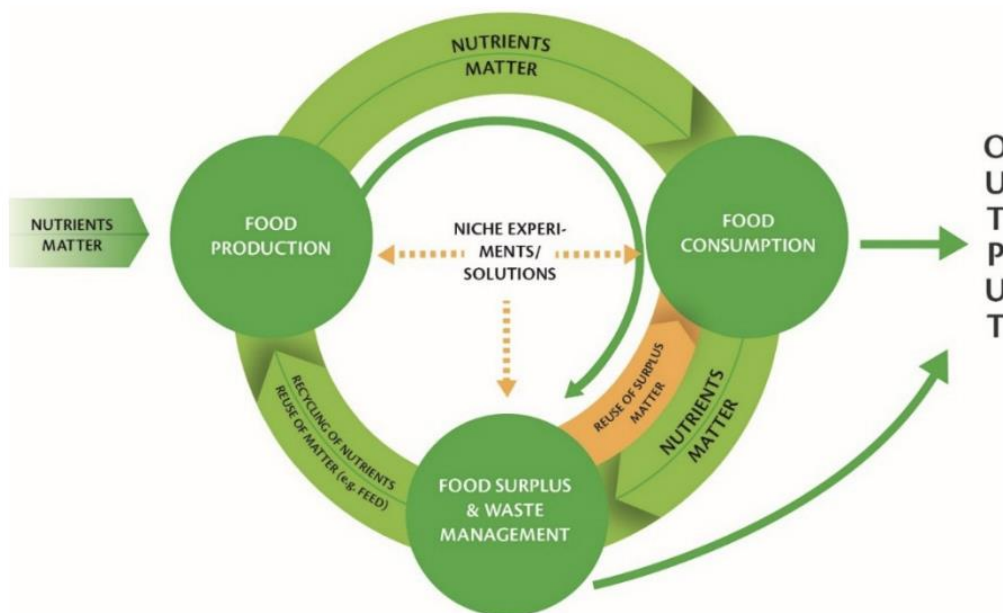 NUTRIENTS
MATTER
NUTRIENTS
MATTER
FOOD
PRODUCTION
NICHE EXPERI-
MENTS/
SOLUTIONS
FOOD
CONSUMPTION
OUTPUT
RECYCLING OF NUTRIENTS
REUSE OF MATTER (e.g. FEED)
REUSE OF SURPLUS
MATTER
NUTRIENTS
MATTER
FOOD SURPLUS
& WASTE
MANAGEMENT